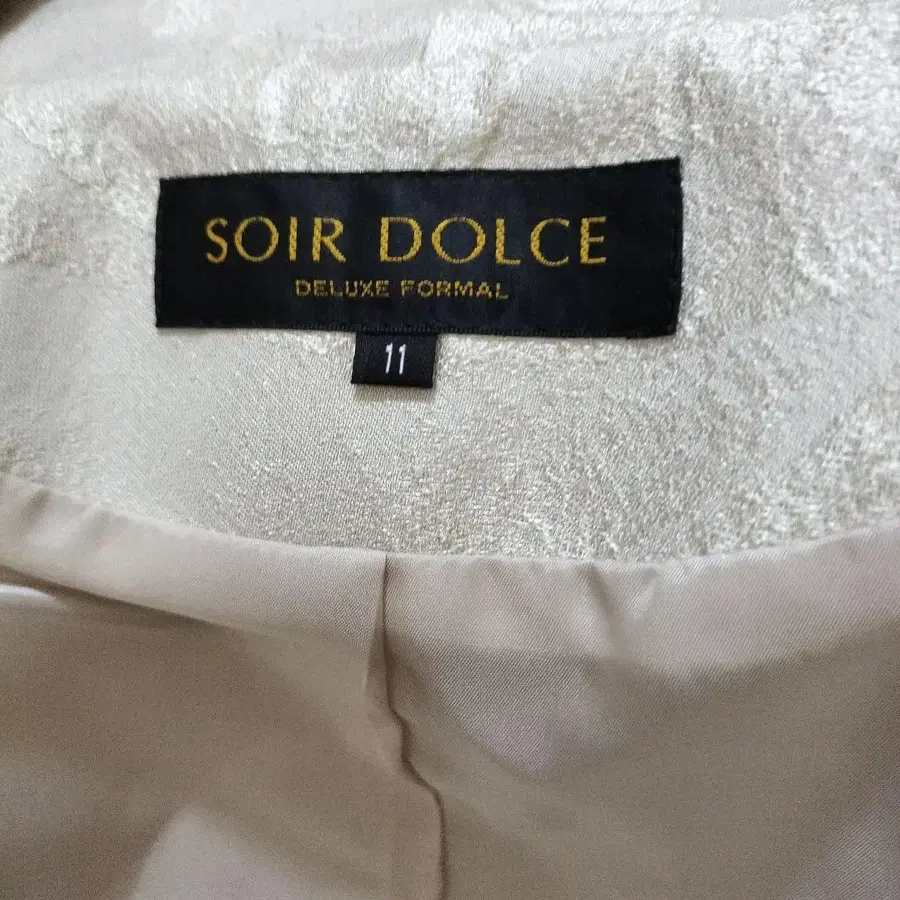 SOIR DOLCE
DELUXE FORMAL
11